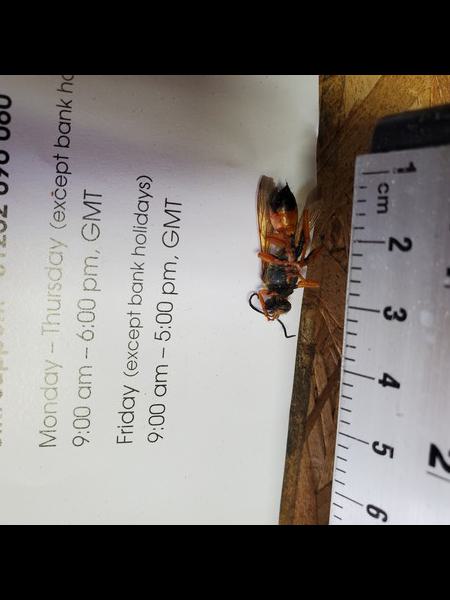 Monday – Thursday (except bank ho
9:00 am – 6:00 pm, GMT
Friday (except bank holidays)
9:00 am – 5:00 pm, GMT
1 2 3 4 5 6
cm
2